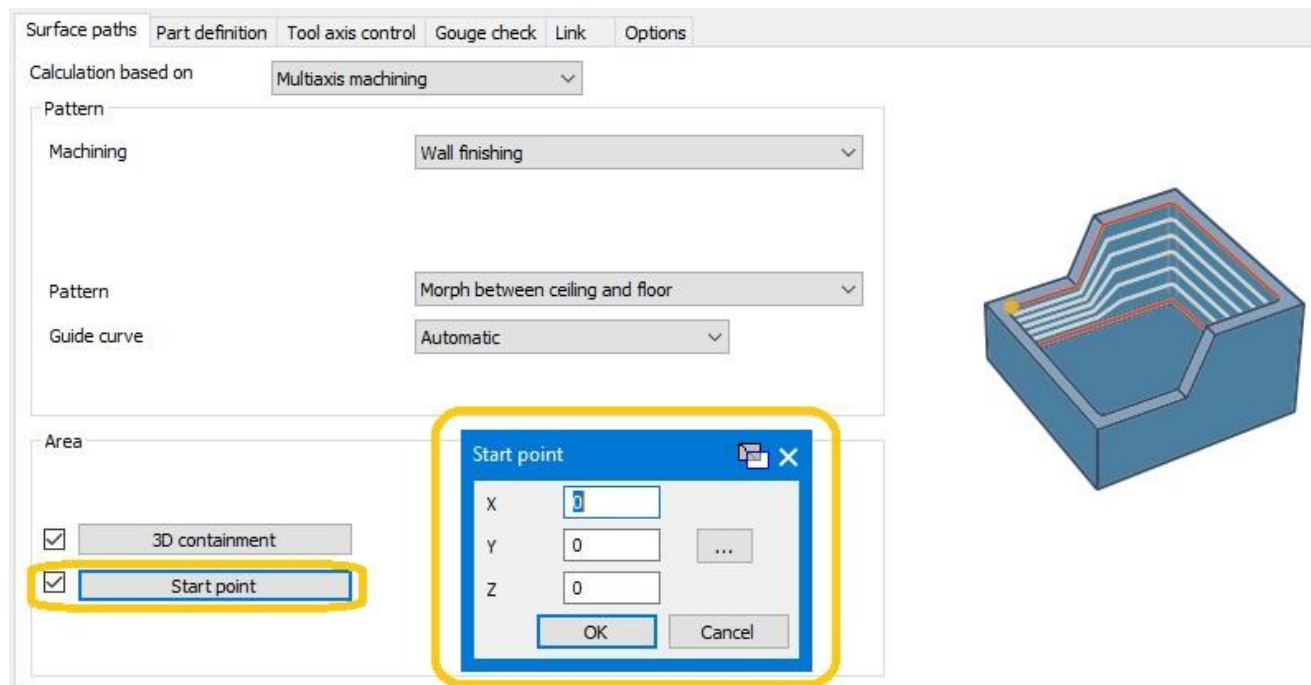 Surface paths Part definition Tool axis control Gouge check Link Options
Calculation based on Multiaxis machining
Pattern
Machining Wall finishing
Pattern Morph between ceiling and floor
Guide curve Automatic
Area
Start point
X 0
3D containment
Y 0 ...
Start point
Z 0
OK Cancel